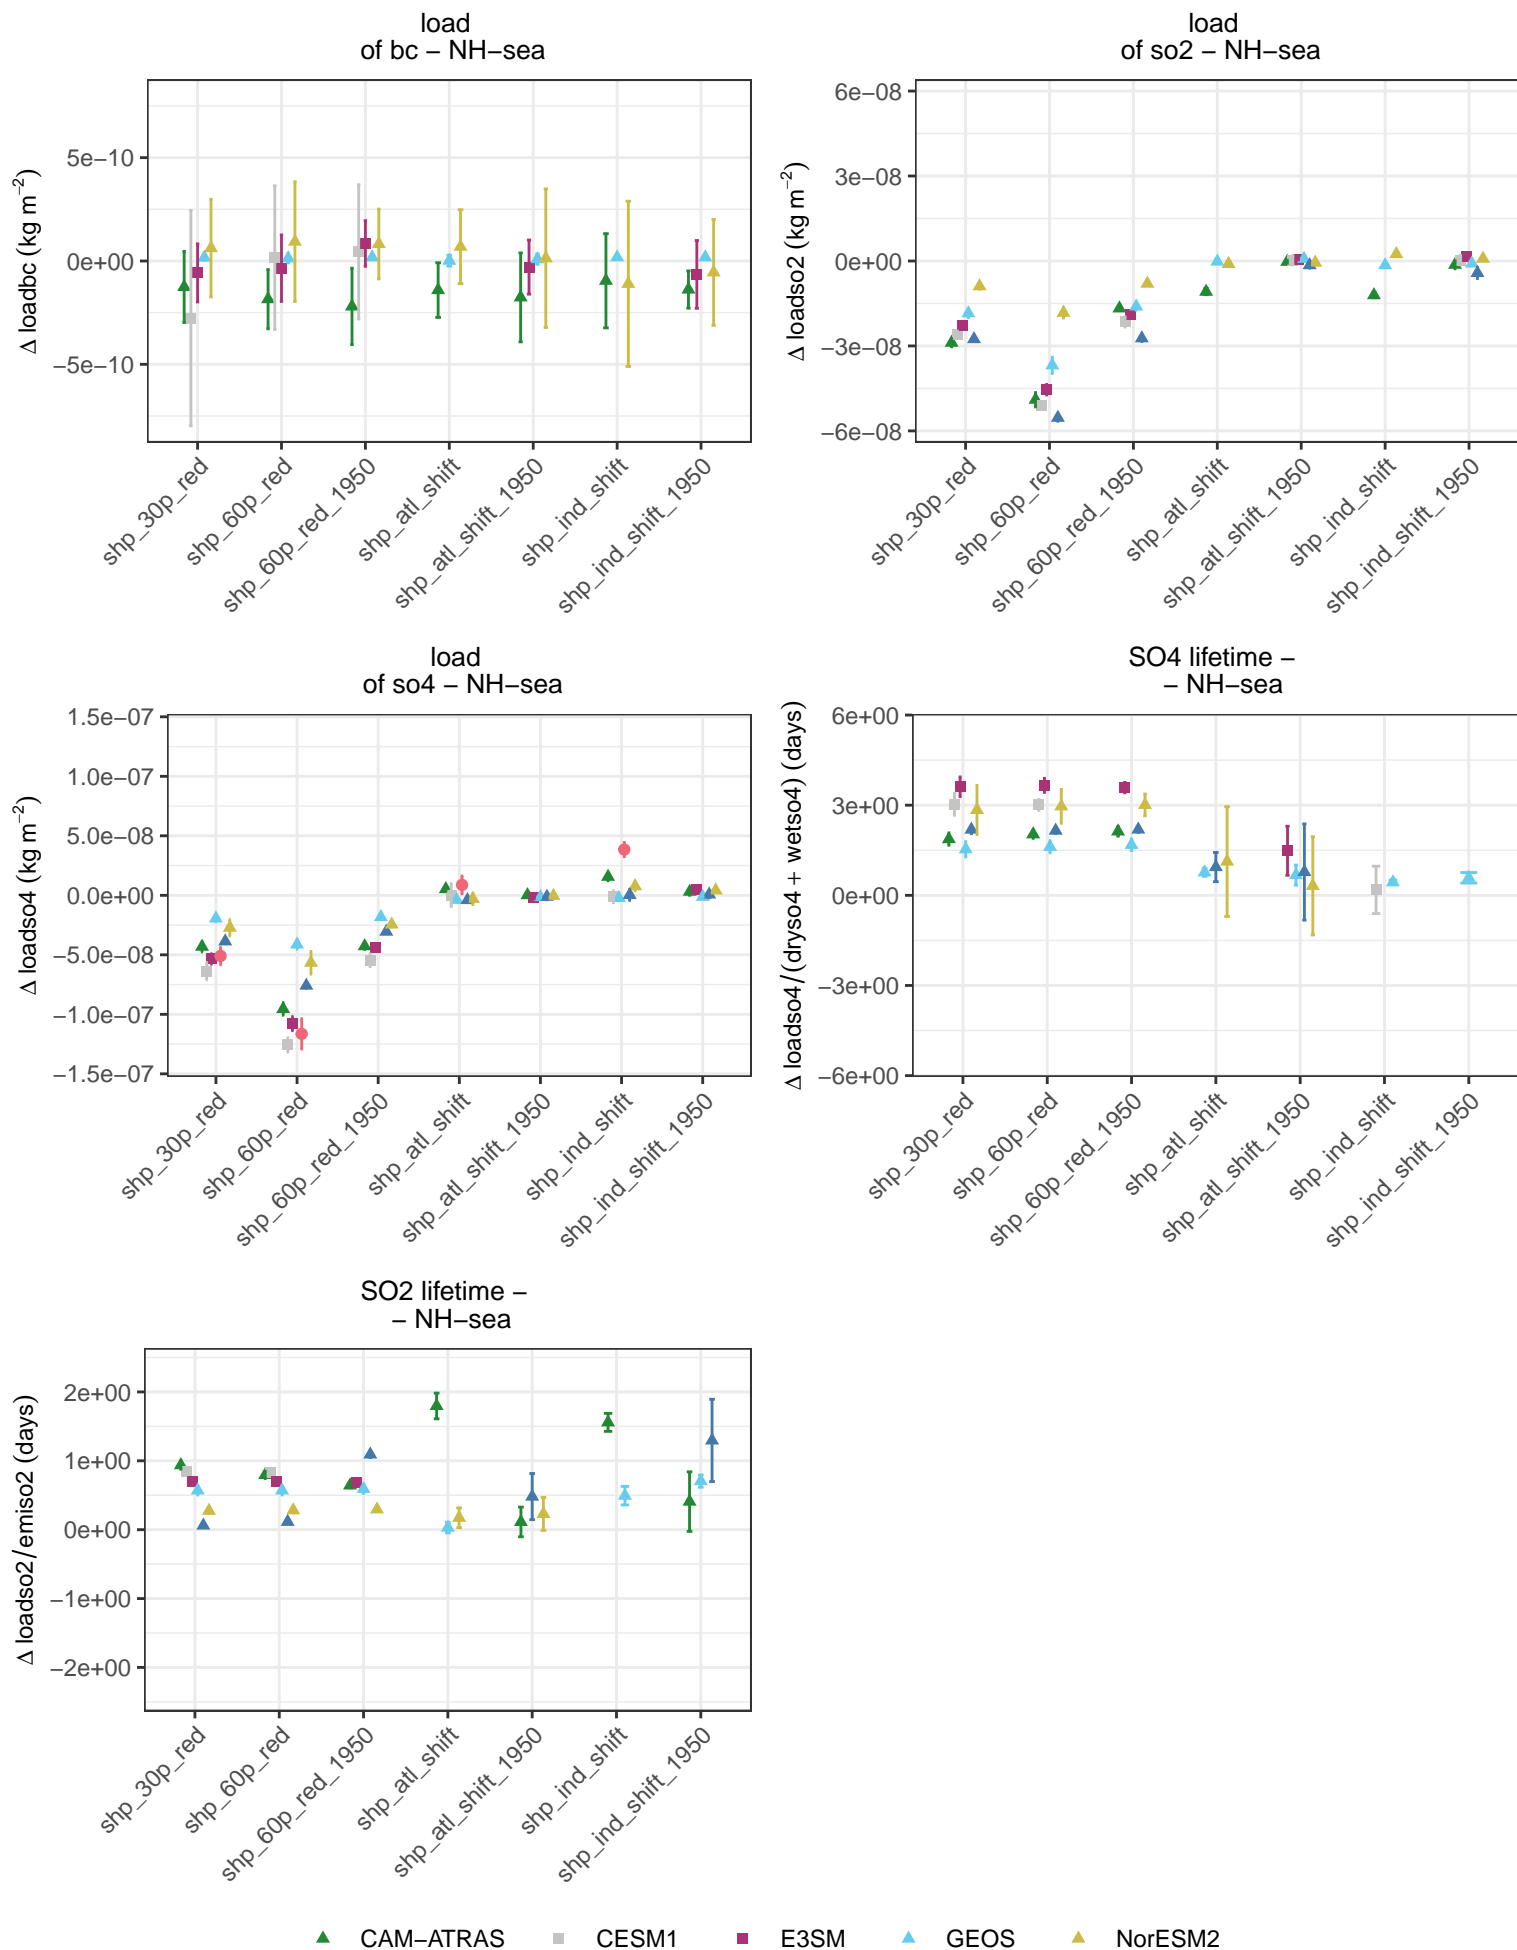 load
of bc – NH–sea
Δ loadbc (kg m−2)
5e−10
0e+00
−5e−10
shp_30p_red
shp_60p_red
shp_60p_red_1950
shp_atl_shift
shp_atl_shift_1950
shp_ind_shift
shp_ind_shift_1950
load
of so2 – NH–sea
Δ loadso2 (kg m−2)
6e−08
3e−08
0e+00
−3e−08
−6e−08
shp_30p_red
shp_60p_red
shp_60p_red_1950
shp_atl_shift
shp_atl_shift_1950
shp_ind_shift
shp_ind_shift_1950
load
of so4 – NH–sea
Δ loadso4 (kg m−2)
1.5e−07
1.0e−07
5.0e−08
0.0e+00
−5.0e−08
−1.0e−07
−1.5e−07
shp_30p_red
shp_60p_red
shp_60p_red_1950
shp_atl_shift
shp_atl_shift_1950
shp_ind_shift
shp_ind_shift_1950
SO4 lifetime –
– NH–sea
Δ loadso4/(dryso4 + wetso4) (days)
6e+00
3e+00
0e+00
−3e+00
−6e+00
shp_30p_red
shp_60p_red
shp_60p_red_1950
shp_atl_shift
shp_atl_shift_1950
shp_ind_shift
shp_ind_shift_1950
SO2 lifetime –
– NH–sea
Δ loadso2/emiso2 (days)
2e+00
1e+00
0e+00
−1e+00
−2e+00
shp_30p_red
shp_60p_red
shp_60p_red_1950
shp_atl_shift
shp_atl_shift_1950
shp_ind_shift
shp_ind_shift_1950
CAM−ATRAS CESM1 E3SM GEOS NorESM2